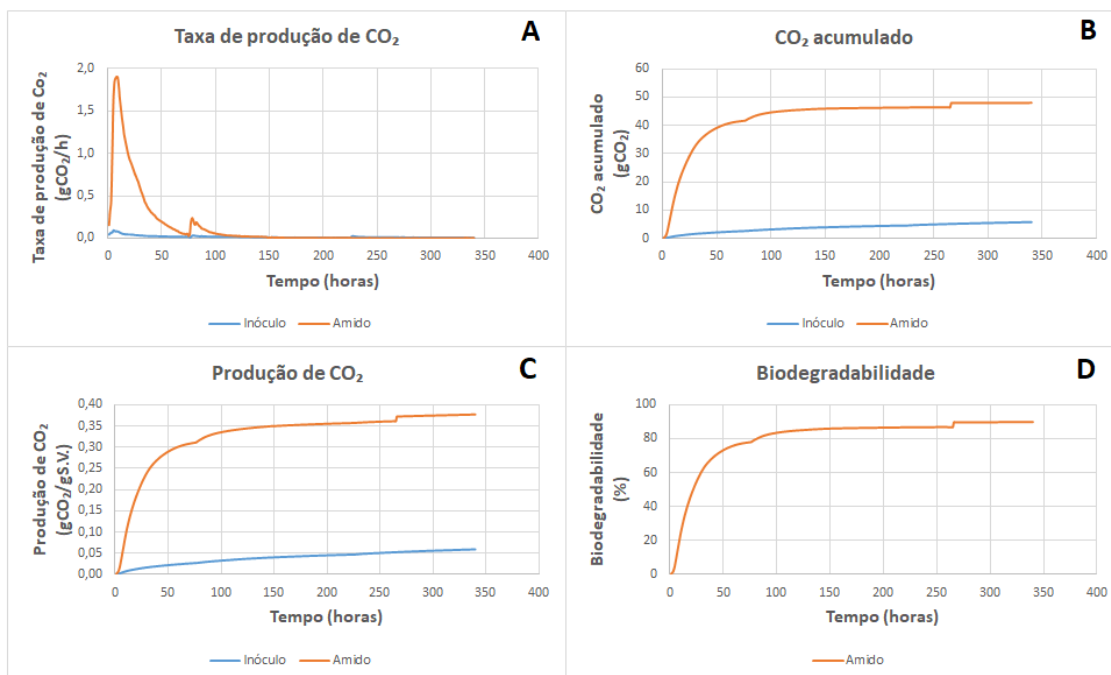 Taxa de produção de CO₂
A
Taxa de produção de Co₂
(gCO₂/h)
2,0
1,5
1,0
0,5
0,0
0 50 100 150 200 250 300 350 400
Tempo (horas)
Inóculo Amido
CO₂ acumulado
B
CO₂ acumulado
(gCO₂)
60
50
40
30
20
10
0
0 50 100 150 200 250 300 350 400
Tempo (horas)
Inóculo Amido
Produção de CO₂
C
Produção de CO₂
(gCO₂/gS.V.)
0,40
0,35
0,30
0,25
0,20
0,15
0,10
0,05
0,00
0 50 100 150 200 250 300 350 400
Tempo (horas)
Inóculo Amido
Biodegradabilidade
D
Biodegradabilidade
(%)
100
80
60
40
20
0
0 50 100 150 200 250 300 350 400
Tempo (horas)
Amido